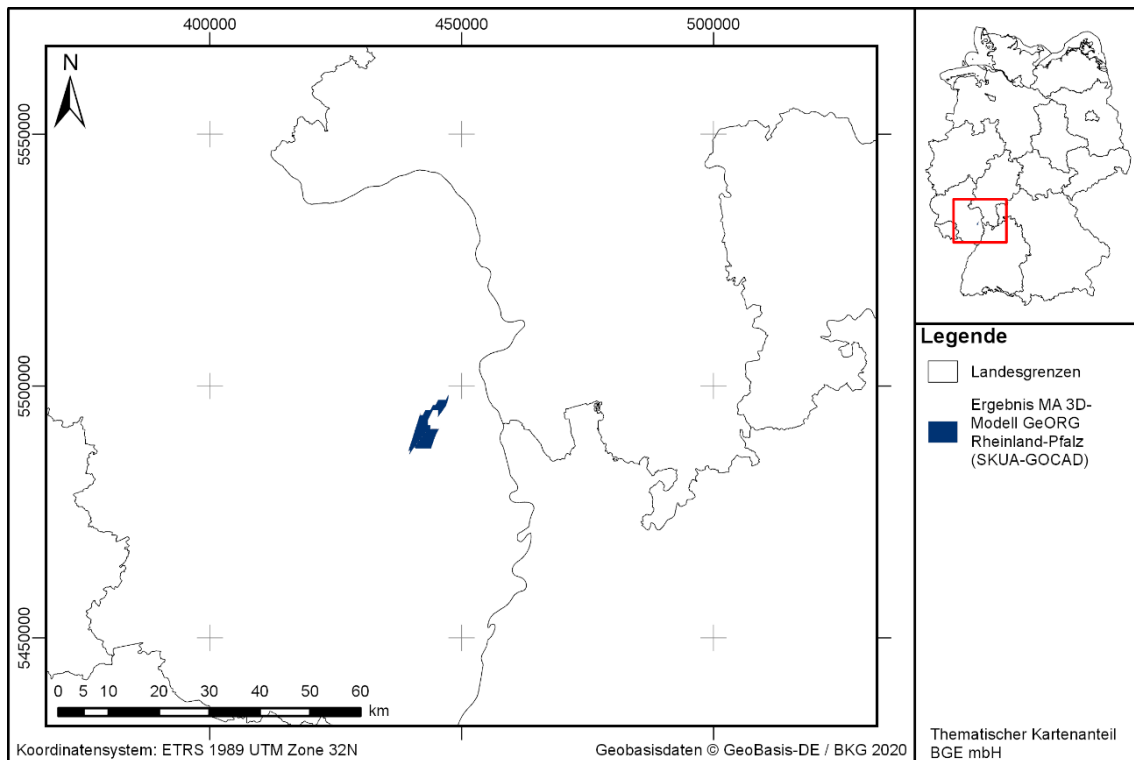 400000
450000
500000
N
5550000
5500000
5450000
0 5 10 20 30 40 50 60
km
Koordinatensystem: ETRS 1989 UTM Zone 32N
Geobasisdaten © GeoBasis-DE / BKG 2020
Legende
Landesgrenzen
Ergebnis MA 3D-
Modell GeORG
Rheinland-Pfalz
(SKUA-GOCAD)
Thematischer Kartenanteil
BGE mbH